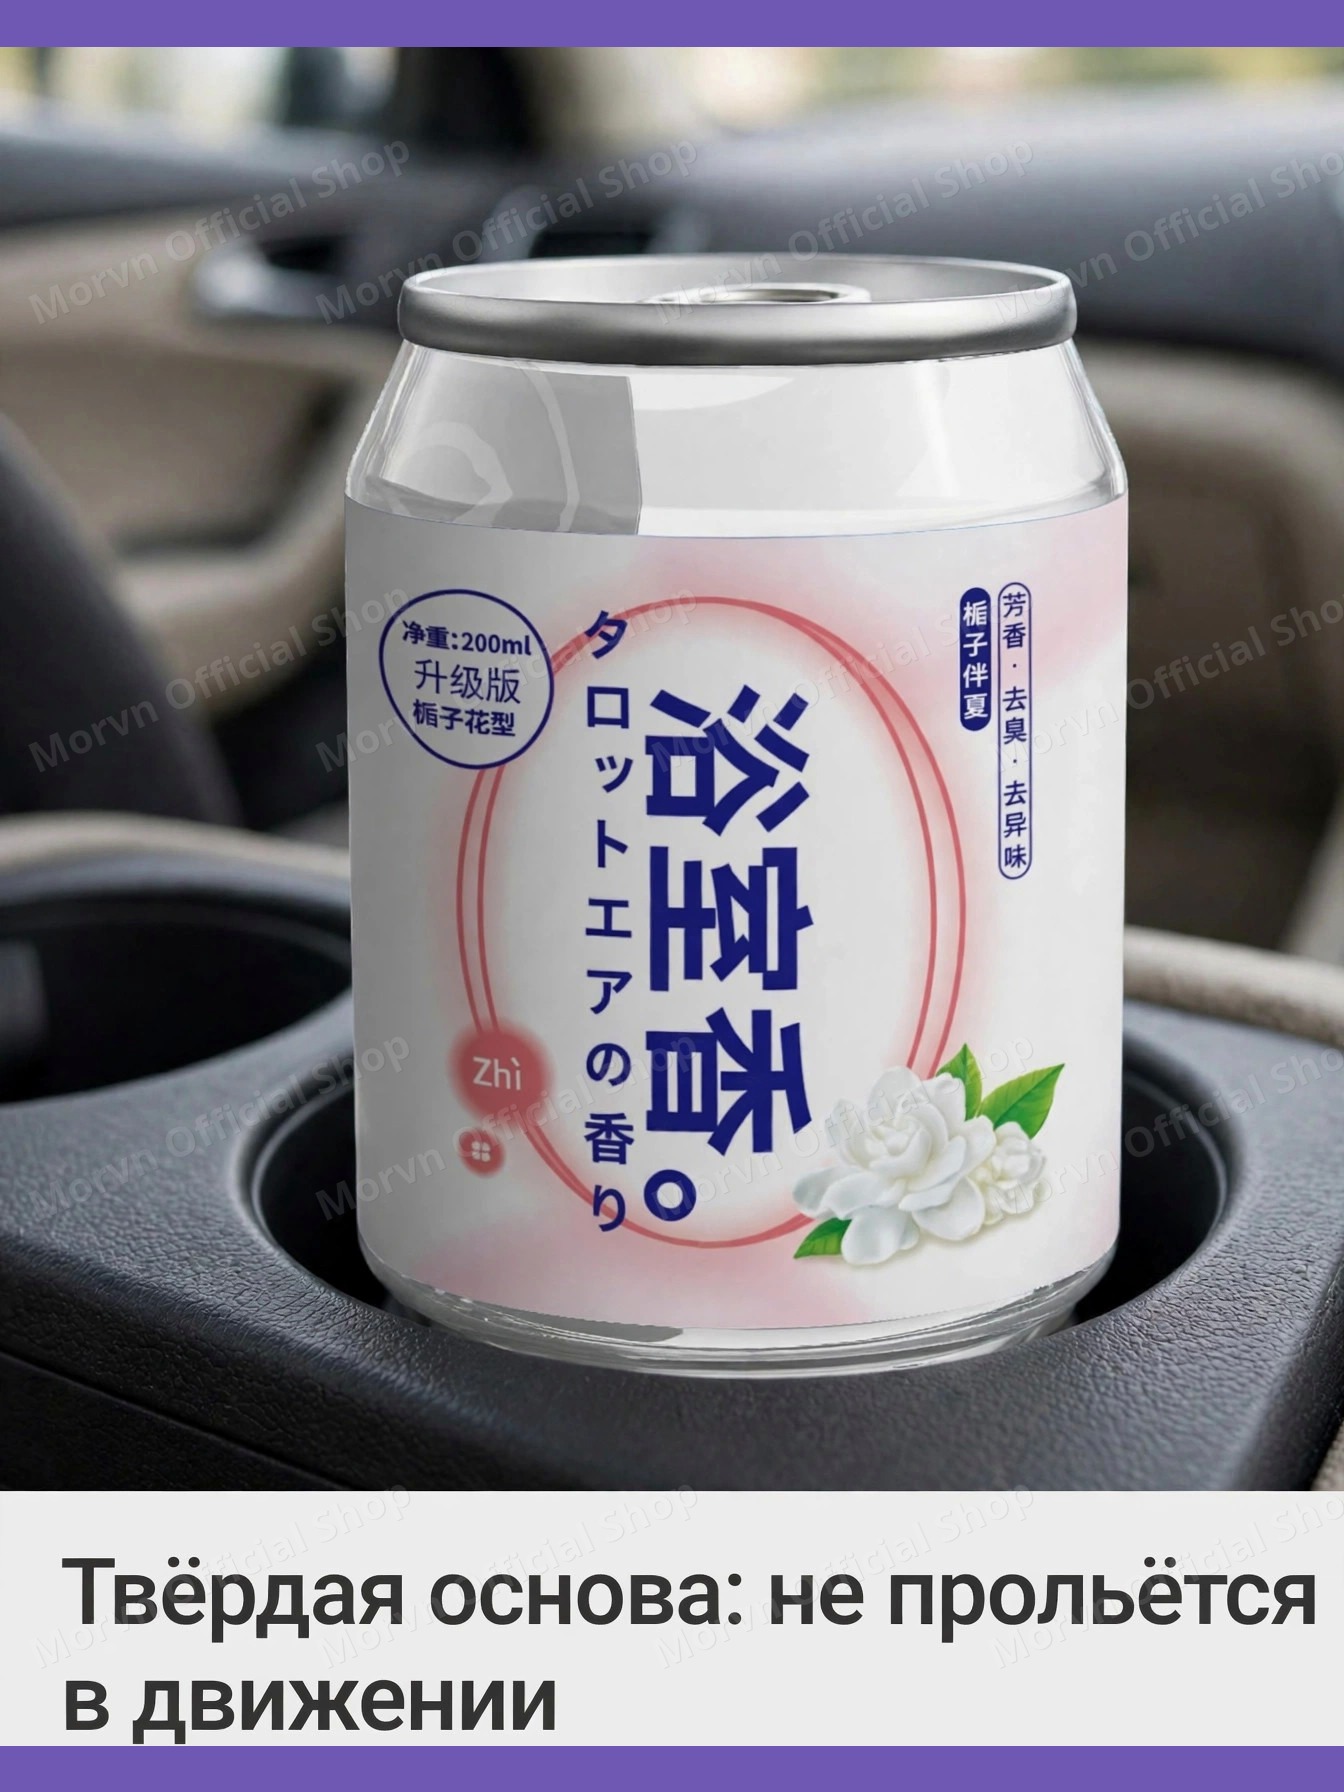 净重:200ml
升级版
栀子花型
タロットエアの香り
浴室香。
栀子伴夏
芳香·去臭·去异味
Zhì
Твёрдая основа: не прольётся
в движении
Morvn Official Shop